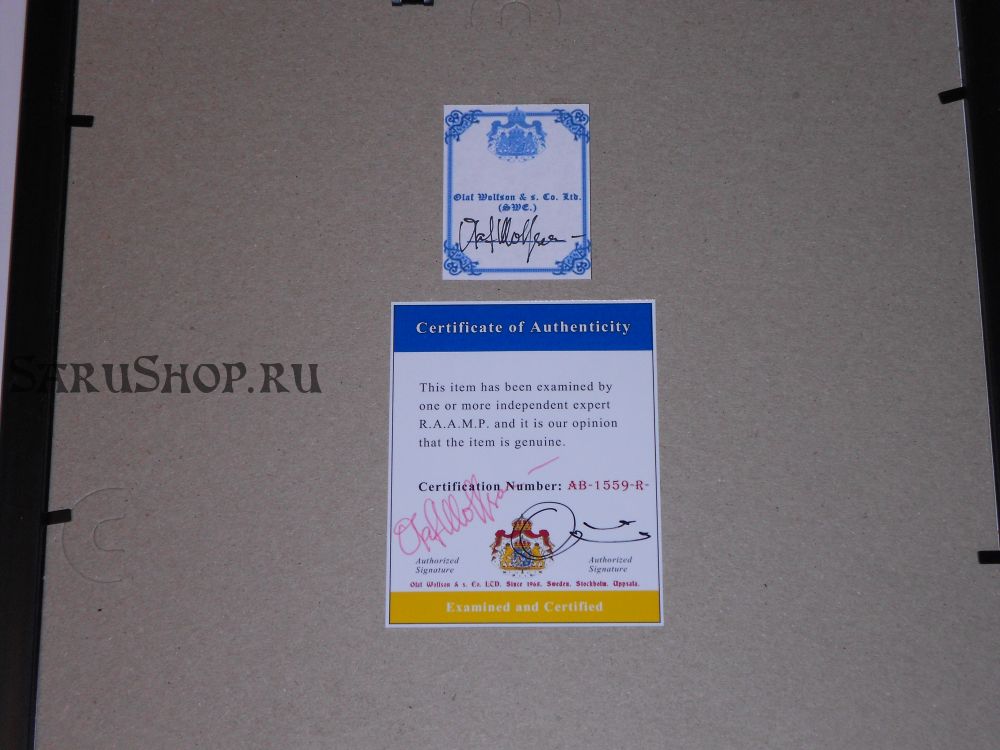 Olaf Wolfson & s. Co. Ltd.
(SWE.)
SaruShop.ru
Certificate of Authenticity
This item has been examined by
one or more independent expert
R.A.A.M.P. and it is our opinion
that the item is genuine.
Certification Number: AB-1559-R-
Authorized
Signature
Authorized
Signature
Olaf Wolfson & s. Co. LTD. Since 1968. Sweden. Stockholm. Uppsala.
Examined and Certified